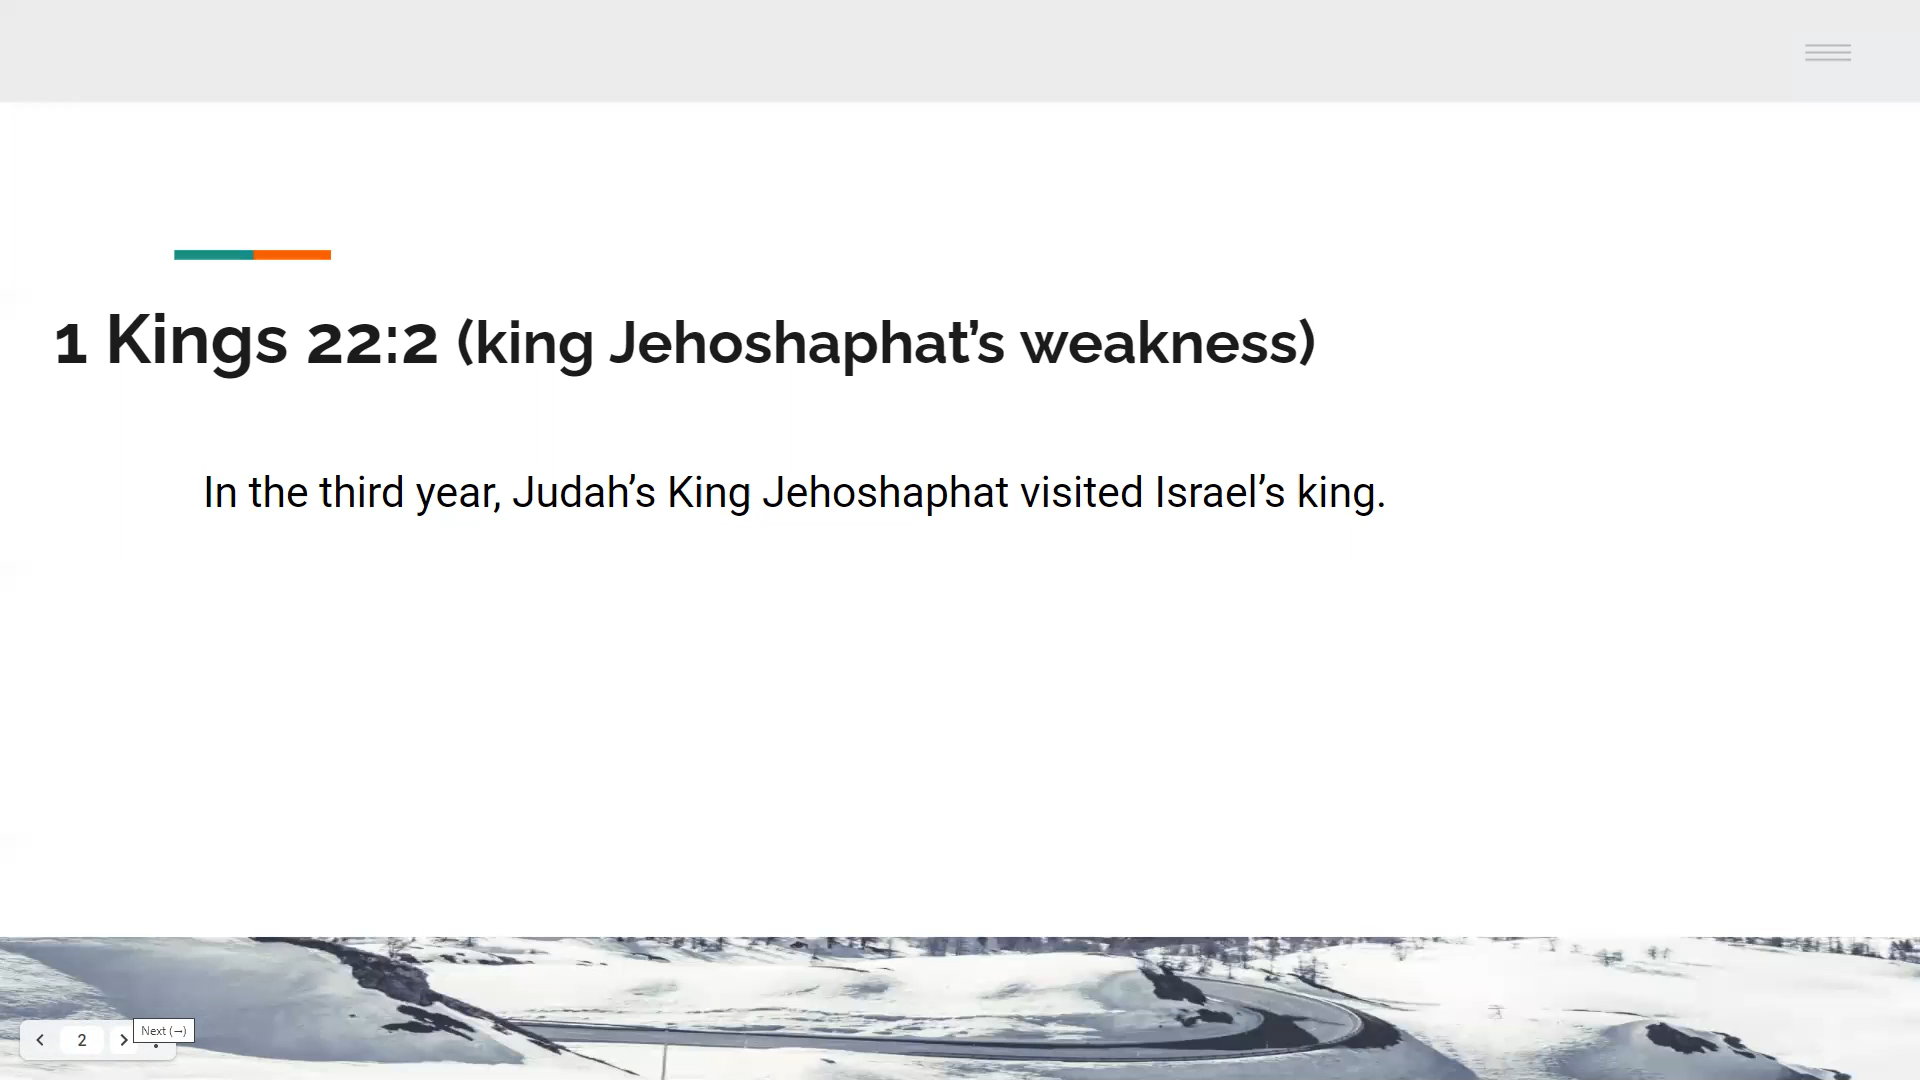 1 Kings 22:2 (king Jehoshaphat’s weakness)
In the third year, Judah’s King Jehoshaphat visited Israel’s king.
2
Next (→)